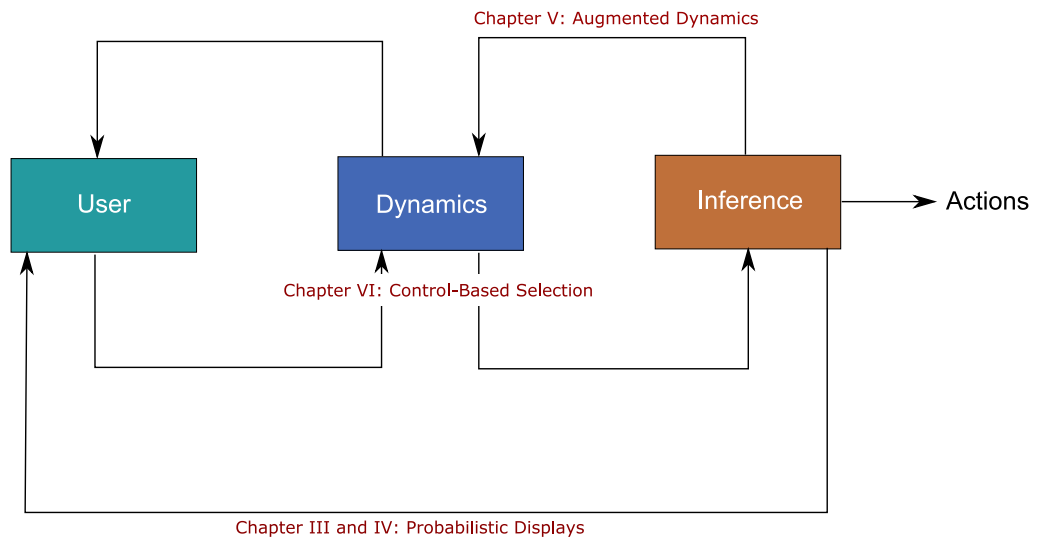 Chapter V: Augmented Dynamics
User
Dynamics
Inference
Actions
Chapter VI: Control-Based Selection
Chapter III and IV: Probabilistic Displays